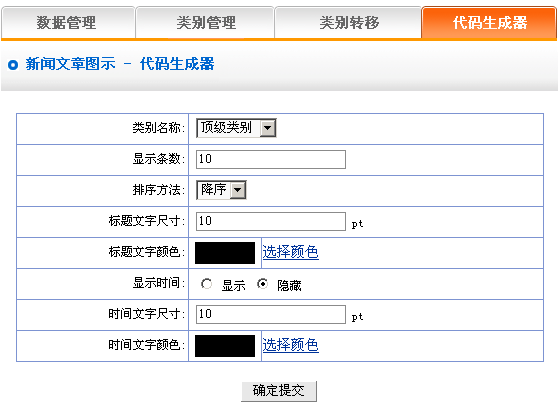 数据管理 类别管理 类别转移 代码生成器
新闻文章图示 - 代码生成器
类别名称: 顶级类别
显示条数: 10
排序方法: 降序
标题文字尺寸: 10 pt
标题文字颜色: 选择颜色
显示时间: 显示 隐藏
时间文字尺寸: 10 pt
时间文字颜色: 选择颜色
确定提交